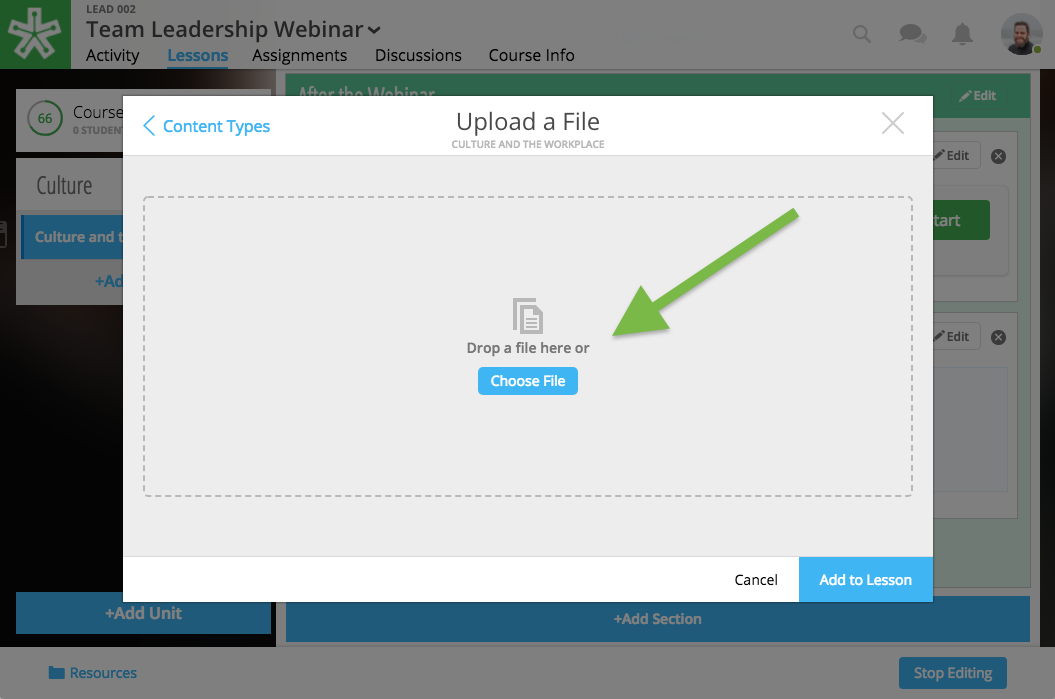 LEAD 002
Team Leadership Webinar
Activity
Lessons
Assignments
Discussions
Course Info
66
Course
0 STUDEN
After the Webinar
Edit
Content Types
Upload a File
CULTURE AND THE WORKPLACE
Edit
Culture
Culture and t
+Ad
tart
Drop a file here or
Choose File
Edit
Cancel
Add to Lesson
+Add Unit
+Add Section
Resources
Stop Editing